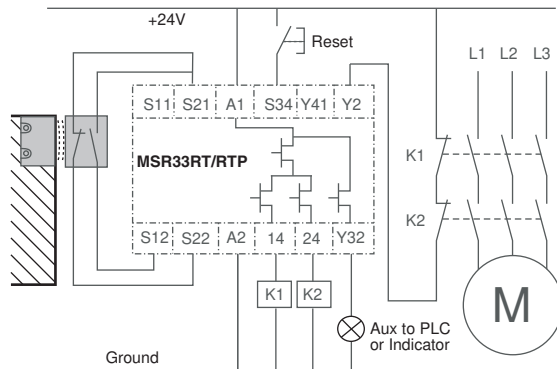 +24V
Reset
L1 L2 L3
S11 S21 A1 S34 Y41 Y2
MSR33RT/RTP
K1
K2
S12 S22 A2 14 24 Y32
K1 K2
M
Aux to PLC
or Indicator
Ground